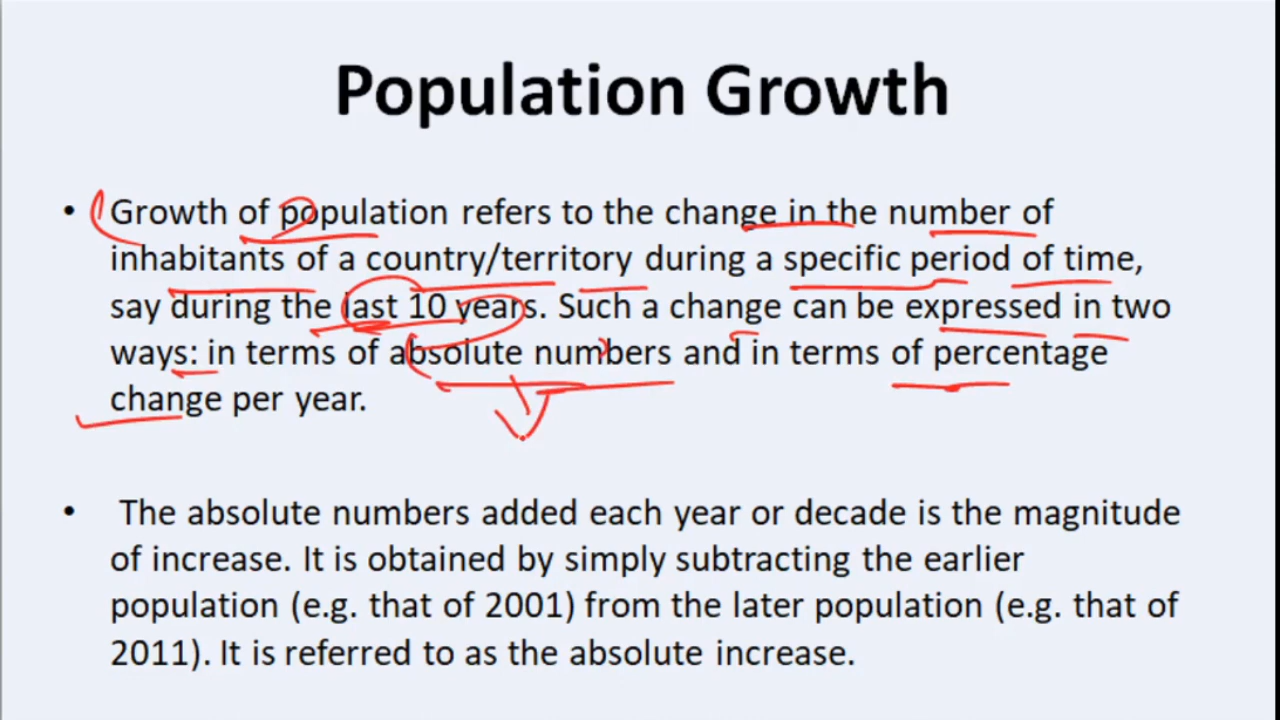 Population Growth
• Growth of population refers to the change in the number of
inhabitants of a country/territory during a specific period of time,
say during the last 10 years. Such a change can be expressed in two
ways: in terms of absolute numbers and in terms of percentage
change per year.
• The absolute numbers added each year or decade is the magnitude
of increase. It is obtained by simply subtracting the earlier
population (e.g. that of 2001) from the later population (e.g. that of
2011). It is referred to as the absolute increase.